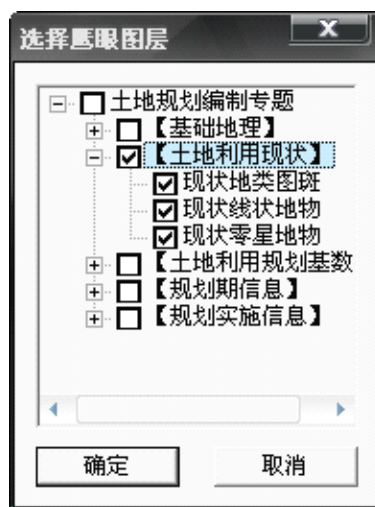 选择鹰眼图层
土地规划编制专题
【基础地理】
【土地利用现状】
现状地类图斑
现状线状地物
现状零星地物
【土地利用规划基数
【规划期信息】
【规划实施信息】
确定
取消